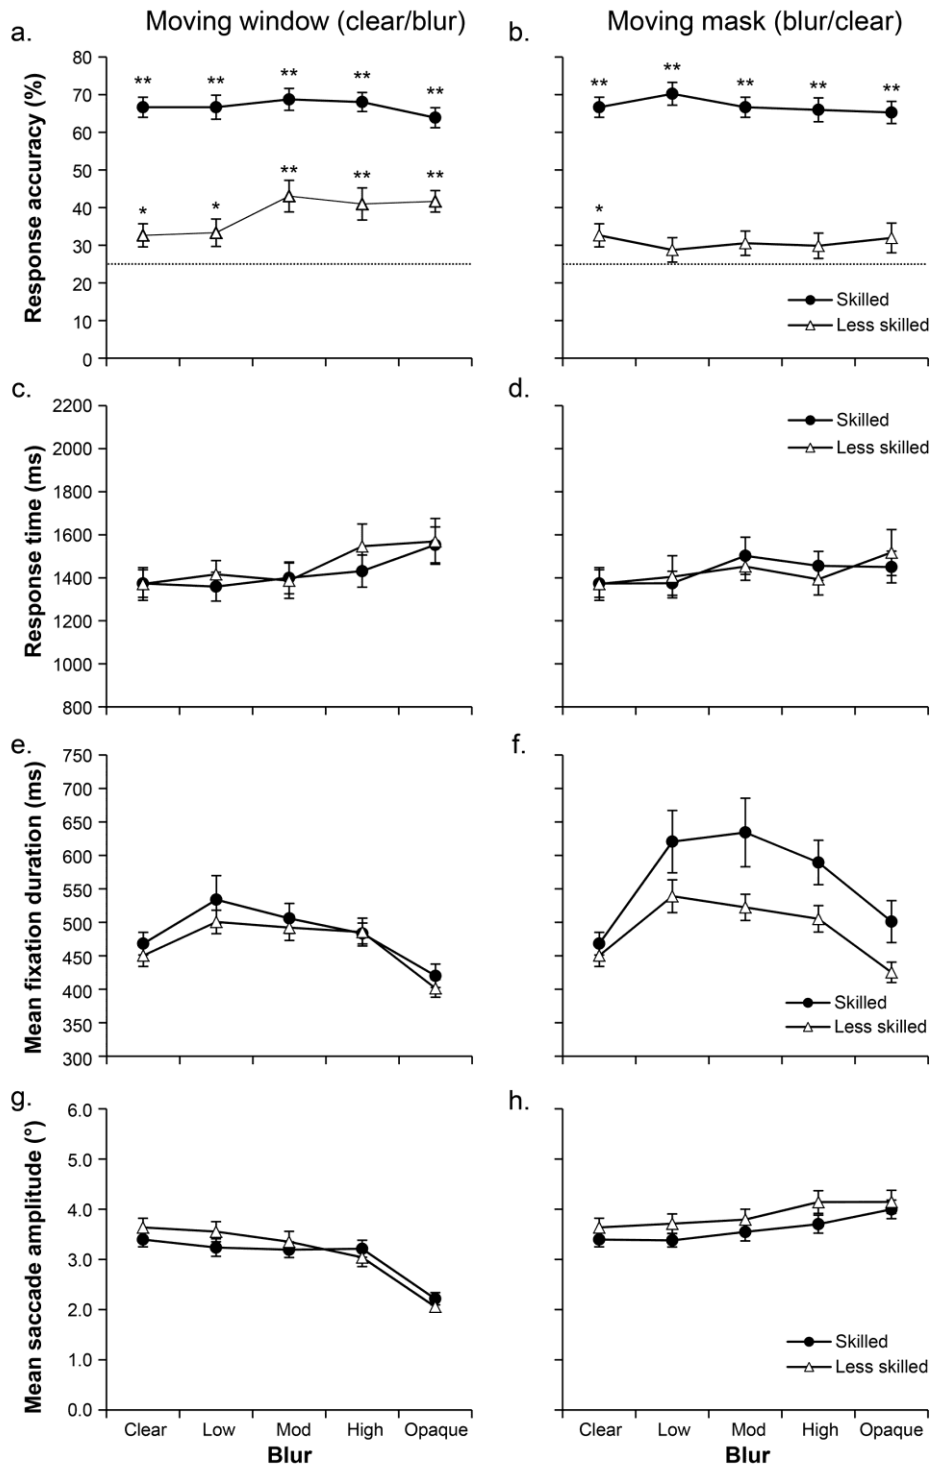 Moving window (clear/blur)
Moving mask (blur/clear)
a.
Response accuracy (%)
80
70
60
50
40
30
20
10
0
** ** ** ** **
* * ** ** **
b.
** ** ** ** **
*
Skilled
Less skilled
c.
Response time (ms)
2200
2000
1800
1600
1400
1200
1000
800
d.
Skilled
Less skilled
e.
Mean fixation duration (ms)
750
700
650
600
550
500
450
400
350
300
f.
Skilled
Less skilled
g.
Mean saccade amplitude (°)
6.0
5.0
4.0
3.0
2.0
1.0
0.0
Clear Low Mod High Opaque
Blur
h.
Skilled
Less skilled
Clear Low Mod High Opaque
Blur